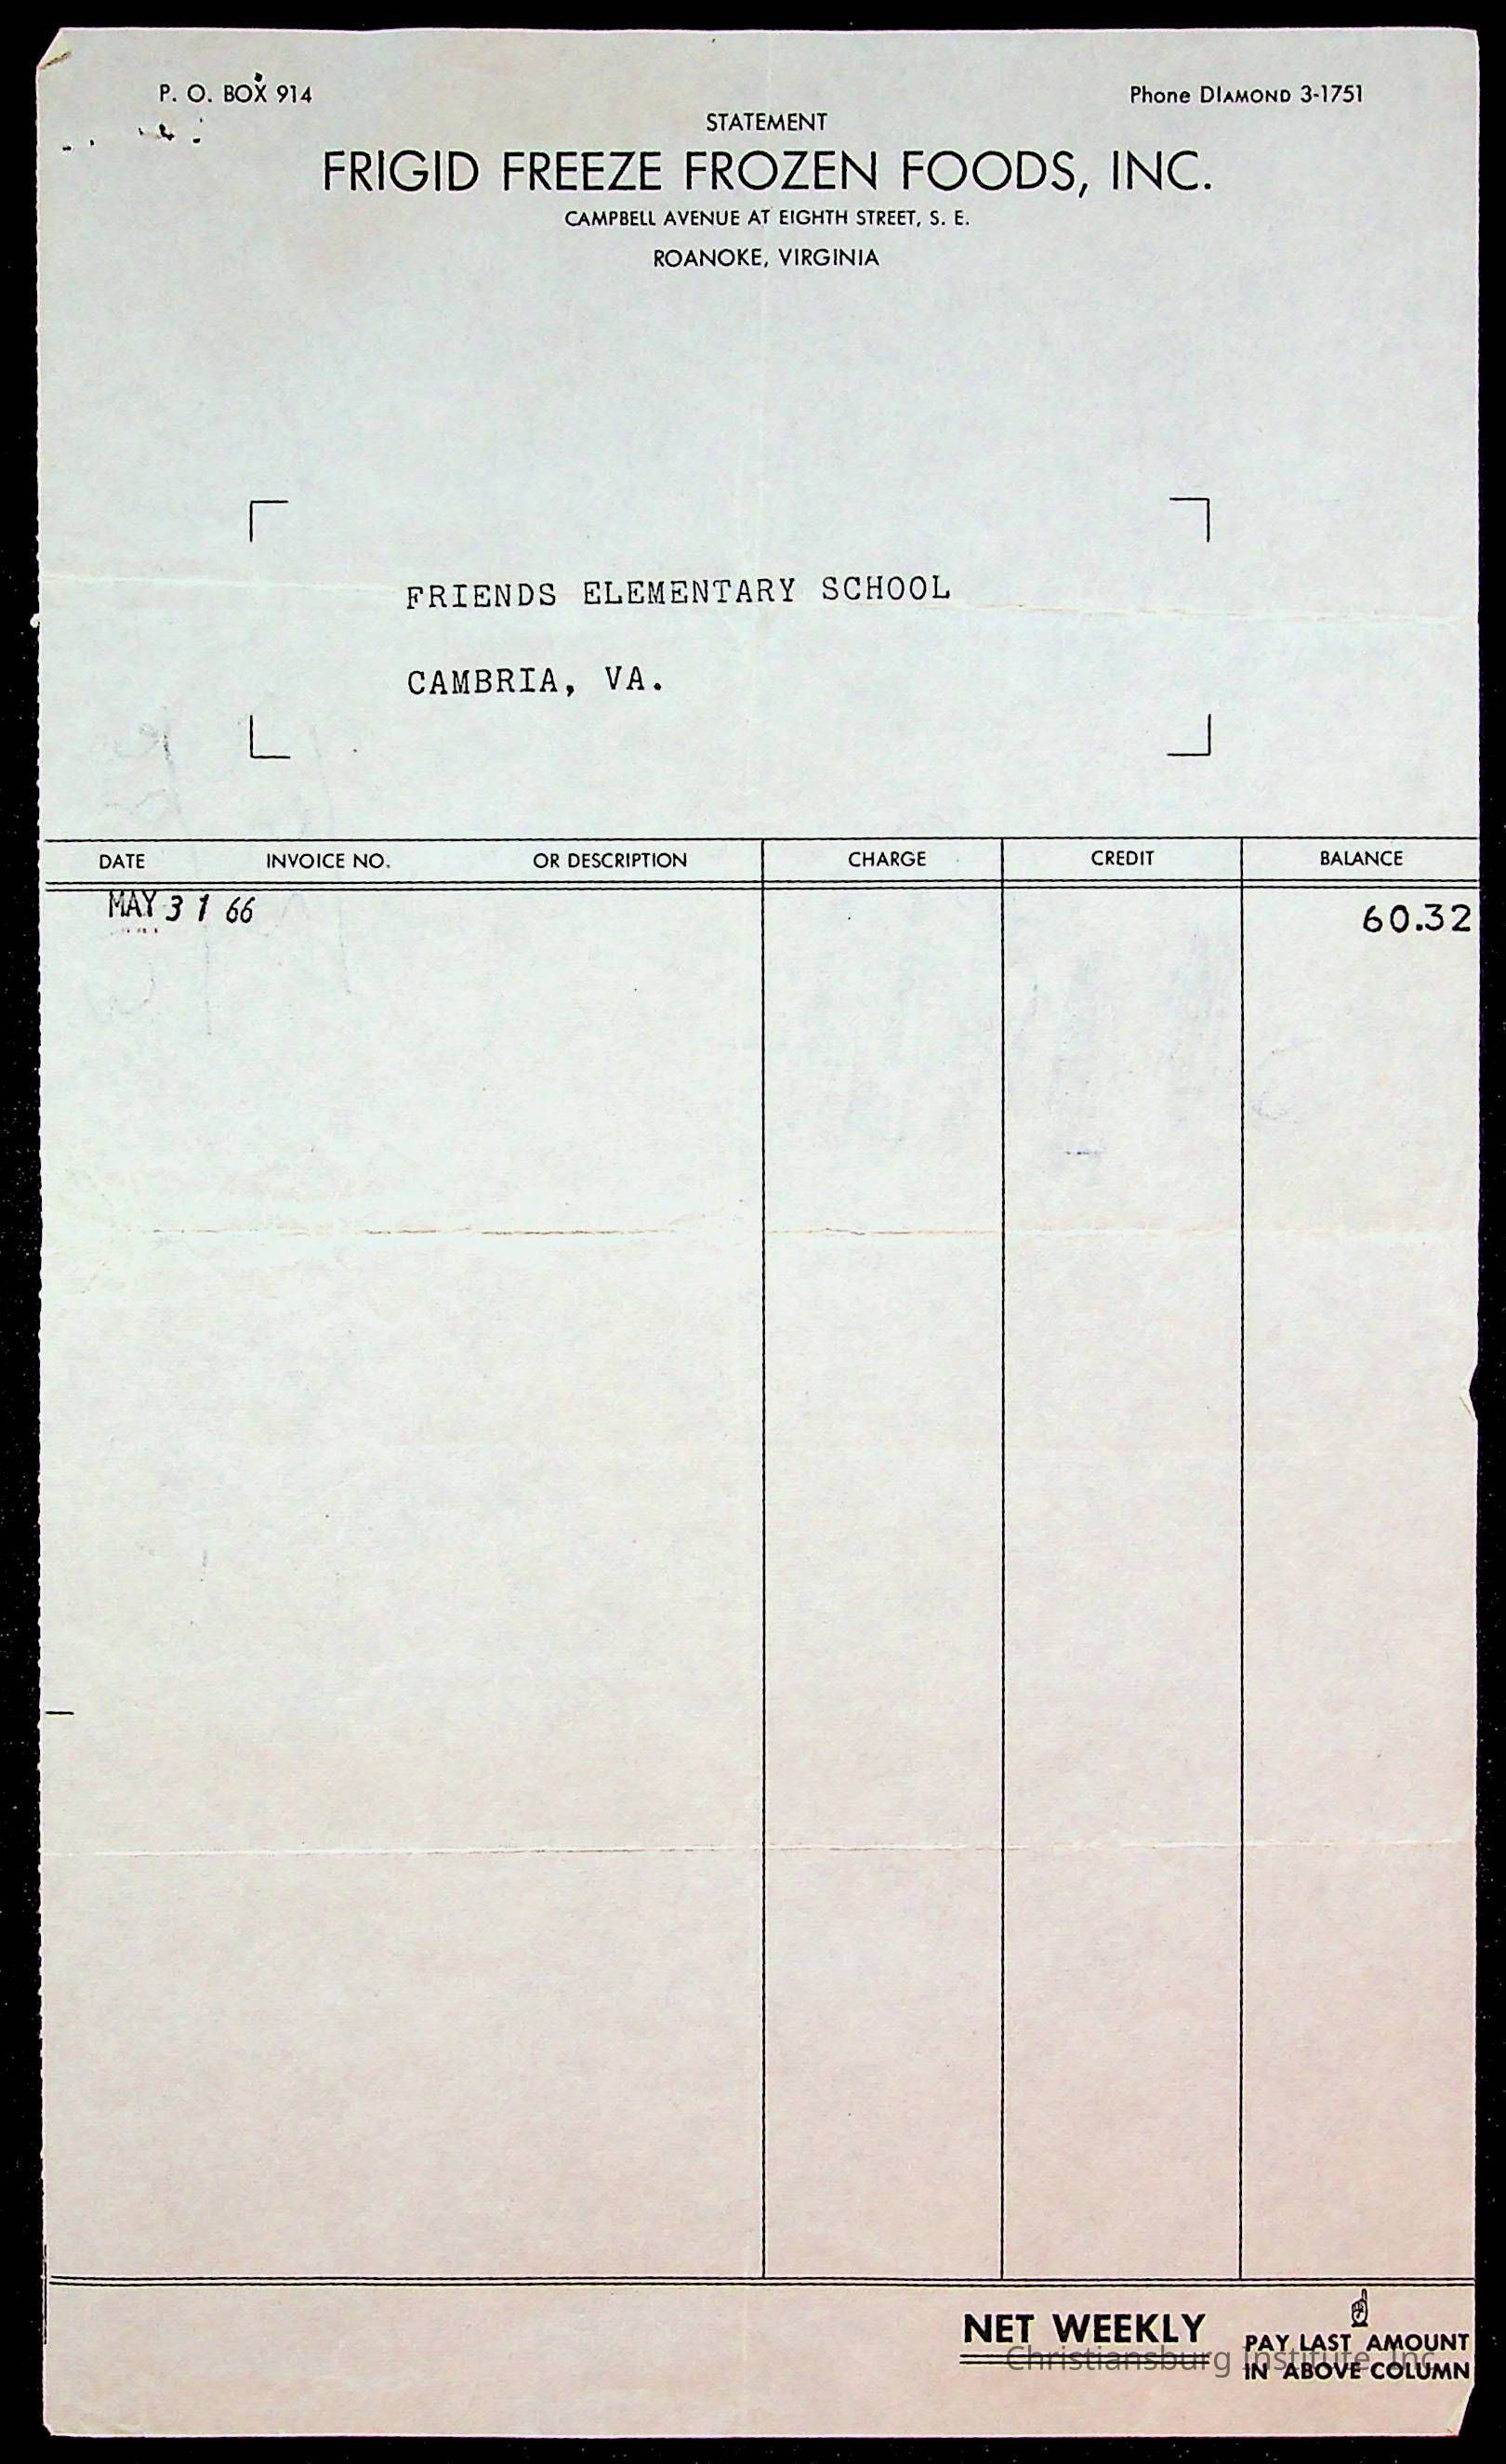 P. O. BOX 914
Phone DIAMOND 3-1751
STATEMENT
FRIGID FREEZE FROZEN FOODS, INC.
CAMPBELL AVENUE AT EIGHTH STREET, S. E.
ROANOKE, VIRGINIA
FRIENDS ELEMENTARY SCHOOL
CAMBRIA, VA.
DATE INVOICE NO. OR DESCRIPTION CHARGE CREDIT BALANCE
MAY 31 66 60.32
NET WEEKLY
PAY LAST AMOUNT
IN ABOVE COLUMN
Christiansburg Institute, Inc.